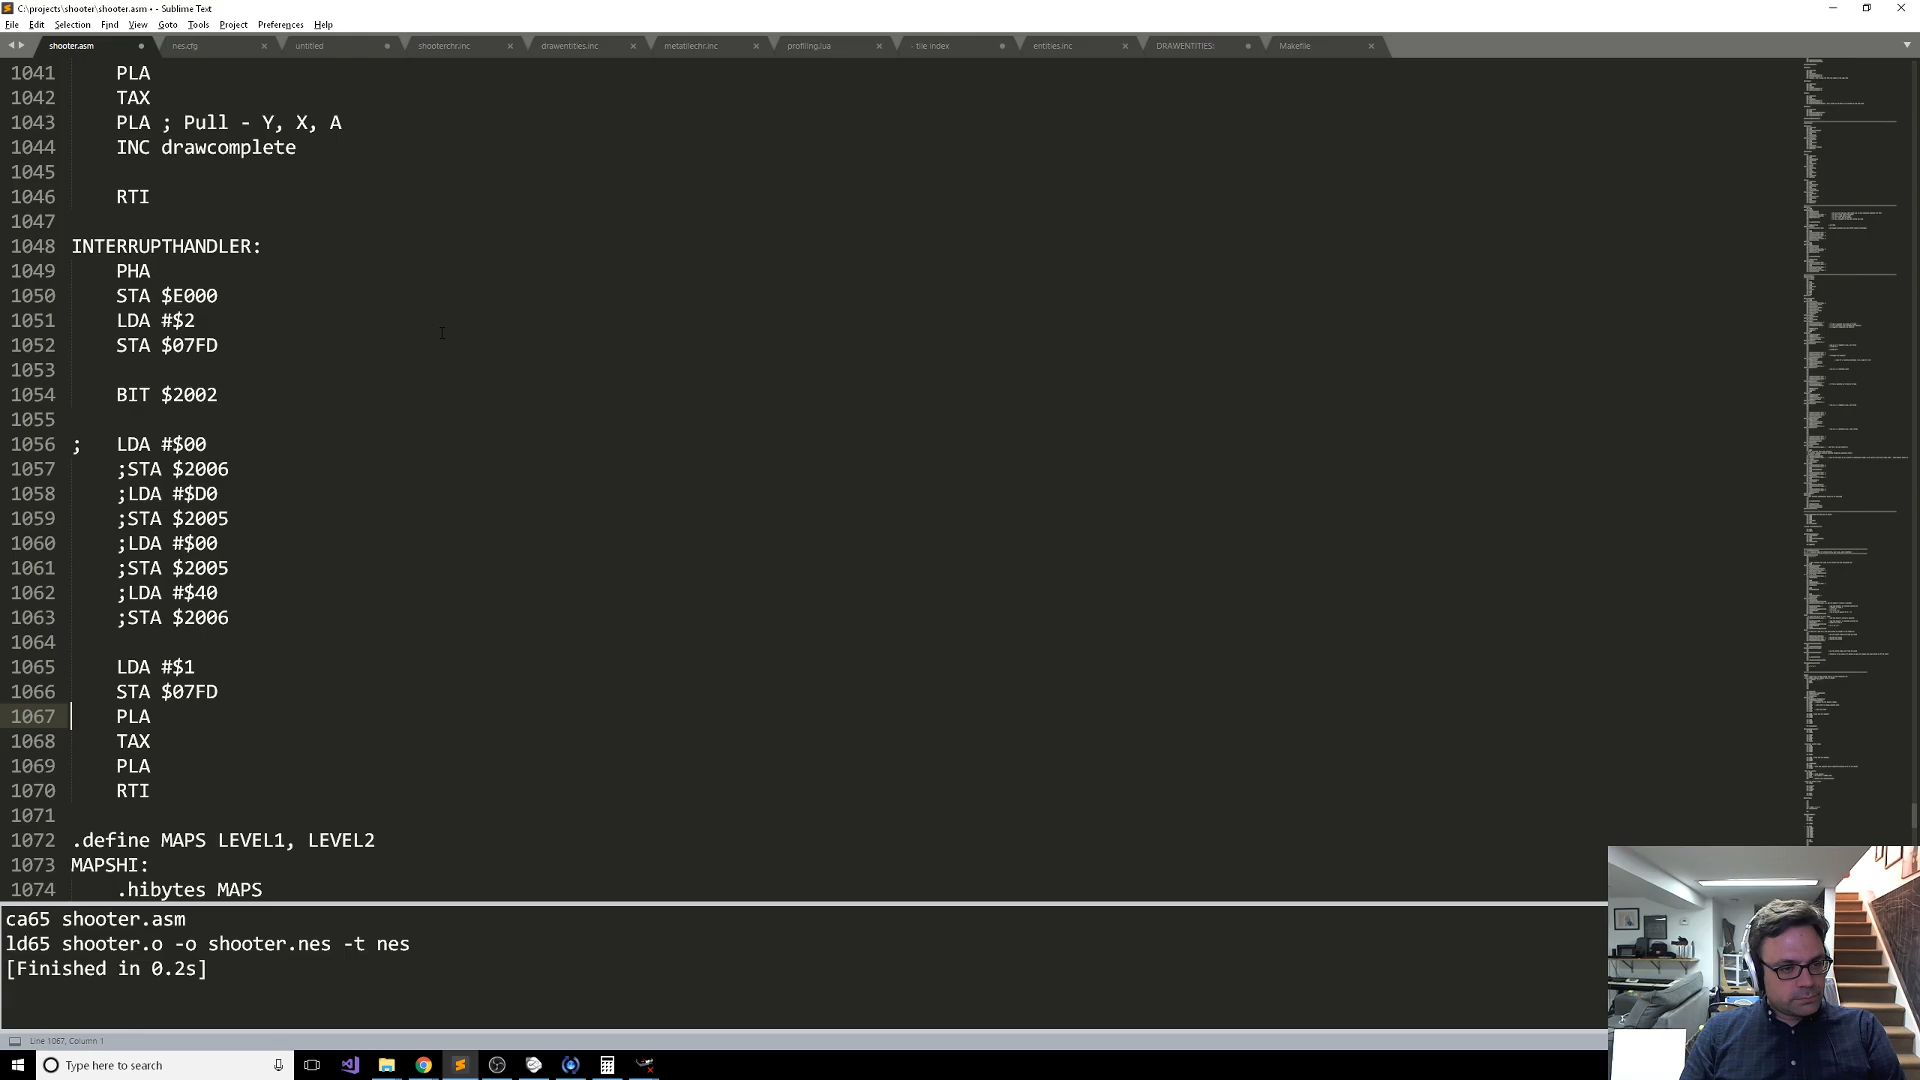 C:\projects\shooter\shooter.asm • - Sublime Text
File Edit Selection Find View Goto Tools Project Preferences Help
shooter.asm nes.cfg untitled shooterchr.inc drawentities.inc metatilechr.inc profiling.lua - tile index entities.inc DRAWENTITIES: Makefile
1041 PLA
1042 TAX
1043 PLA ; Pull - Y, X, A
1044 INC drawcomplete
1045
1046 RTI
1047
1048 INTERRUPTHANDLER:
1049 PHA
1050 STA $E000
1051 LDA #$2
1052 STA $07FD
1053
1054 BIT $2002
1055
1056 ; LDA #$00
1057 ;STA $2006
1058 ;LDA #$D0
1059 ;STA $2005
1060 ;LDA #$00
1061 ;STA $2005
1062 ;LDA #$40
1063 ;STA $2006
1064
1065 LDA #$1
1066 STA $07FD
1067 PLA
1068 TAX
1069 PLA
1070 RTI
1071
1072 .define MAPS LEVEL1, LEVEL2
1073 MAPSHI:
1074 .hibytes MAPS
ca65 shooter.asm
ld65 shooter.o -o shooter.nes -t nes
[Finished in 0.2s]
Line 1067, Column 1
Type here to search